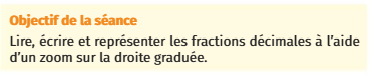 Objectif de la séance
Lire, écrire et représenter les fractions décimales à l'aide
d'un zoom sur la droite graduée.